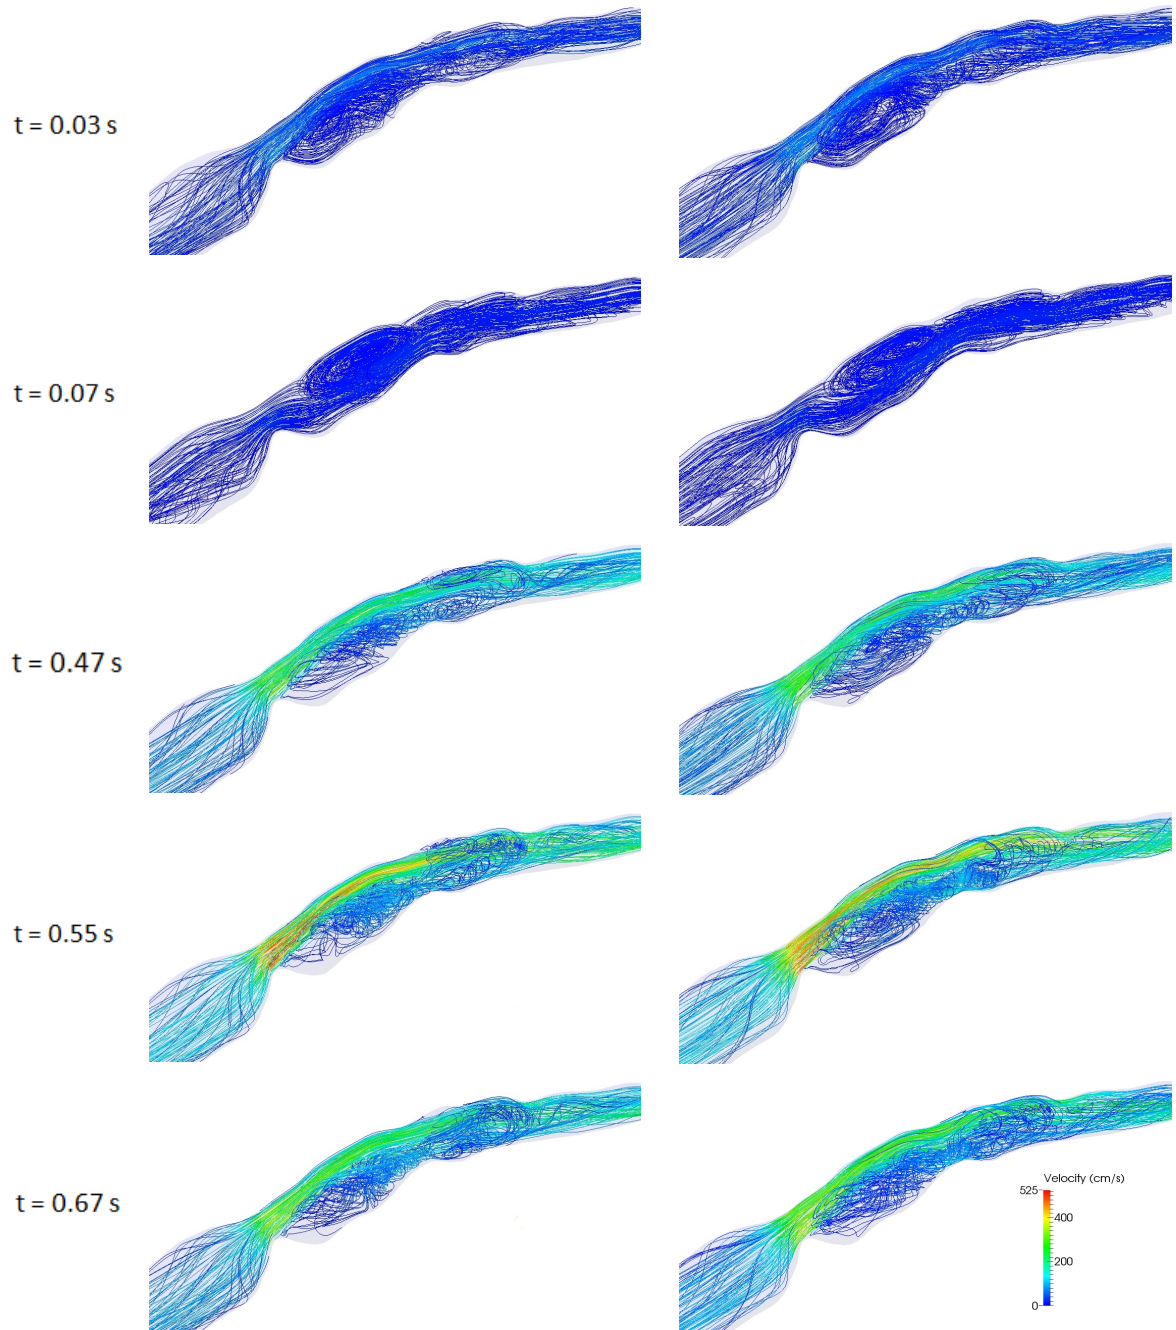 t = 0.03 s
t = 0.07 s
t = 0.47 s
t = 0.55 s
t = 0.67 s
Velocity (cm/s)
525
400
200
0